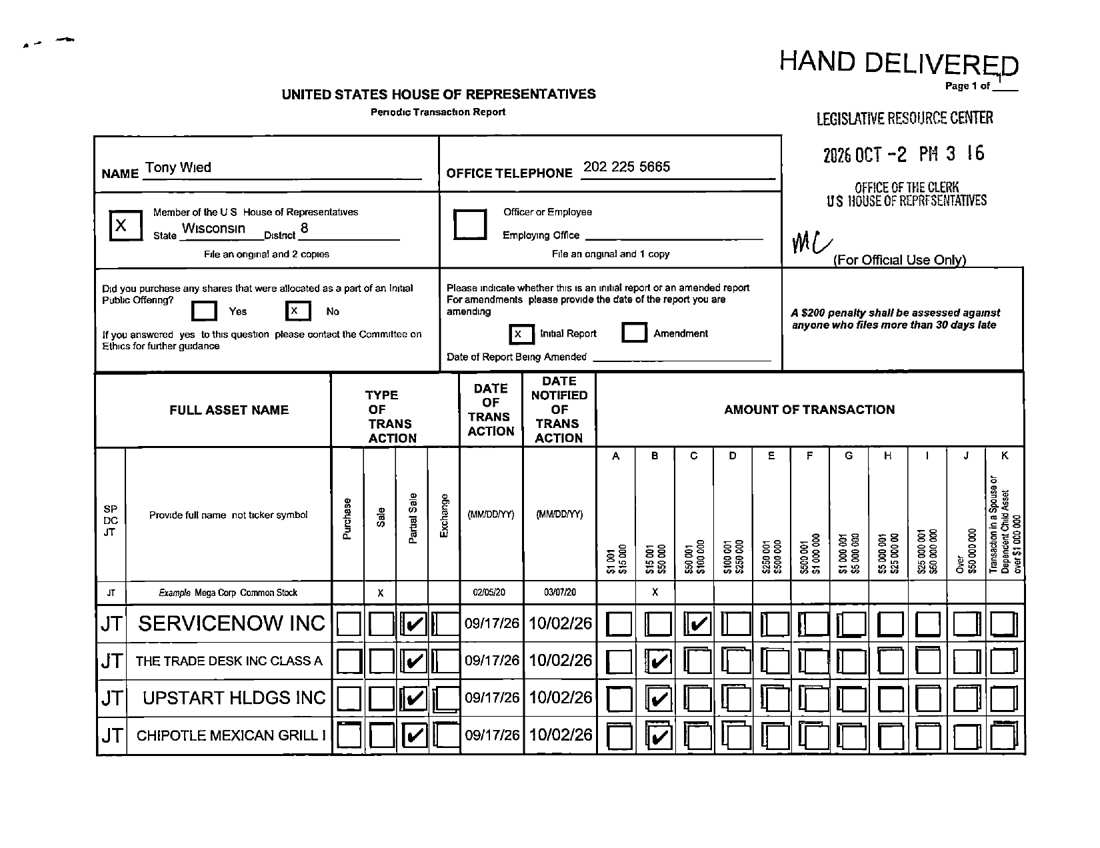 HAND DELIVERED
Page 1 of 1
UNITED STATES HOUSE OF REPRESENTATIVES
Periodic Transaction Report
LEGISLATIVE RESOURCE CENTER
2026 OCT -2 PM 3 16
OFFICE OF THE CLERK
U S HOUSE OF REPRESENTATIVES
MC
(For Official Use Only)
NAME Tony Wied
OFFICE TELEPHONE 202 225 5665
X
Member of the U S House of Representatives
State Wisconsin District 8
File an original and 2 copies
Officer or Employee
Employing Office
File an original and 1 copy
Did you purchase any shares that were allocated as a part of an Initial
Public Offering?
Yes X No
If you answered yes to this question please contact the Committee on
Ethics for further guidance
Please indicate whether this is an initial report or an amended report
For amendments please provide the date of the report you are
amending
X Initial Report Amendment
Date of Report Being Amended
A $200 penalty shall be assessed against
anyone who files more than 30 days late
FULL ASSET NAME
TYPE
OF
TRANS
ACTION
DATE
OF
TRANS
ACTION
DATE
NOTIFIED
OF
TRANS
ACTION
AMOUNT OF TRANSACTION
A B C D E F G H I J K
SP
DC
JT
Provide full name not ticker symbol
Purchase
Sale
Partial Sale
Exchange
(MM/DD/YY)
(MM/DD/YY)
$1 001
$15 000
$15 001
$50 000
$50 001
$100 000
$100 001
$250 000
$250 001
$500 000
$500 001
$1 000 000
$1 000 001
$5 000 000
$5 000 001
$25 000 00
$25 000 001
$50 000 000
Over
$50 000 000
Transaction in a Spouse or
Dependent Child Asset
over $1 000 000
JT Example Mega Corp Common Stock X 02/05/20 03/07/20 X
JT SERVICENOW INC ✔ 09/17/26 10/02/26 ✔
JT THE TRADE DESK INC CLASS A ✔ 09/17/26 10/02/26 ✔
JT UPSTART HLDGS INC ✔ 09/17/26 10/02/26 ✔
JT CHIPOTLE MEXICAN GRILL I ✔ 09/17/26 10/02/26 ✔